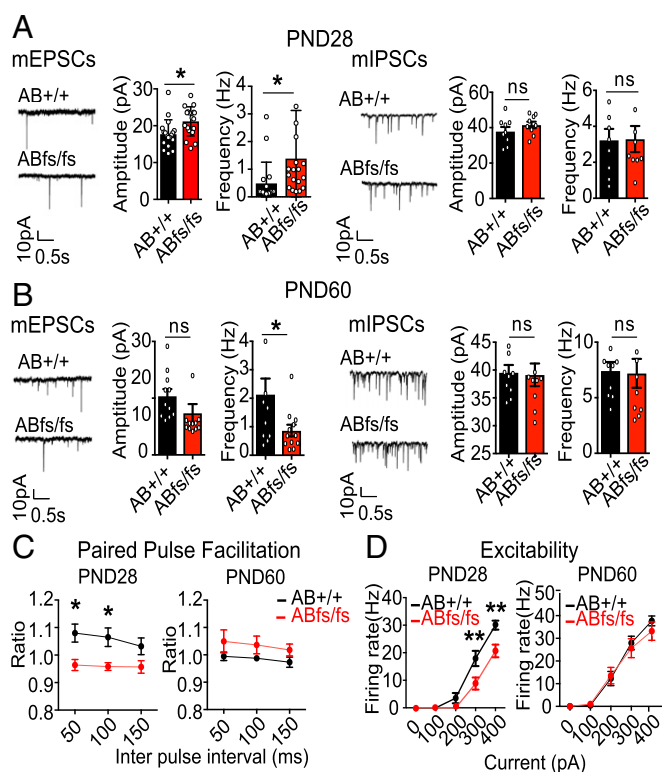 A
PND28
mEPSCs
mIPSCs
AB+/+
ABfs/fs
10pA
0.5s
Amplitude (pA)
30
20
10
0
*
AB+/+
ABfs/fs
Frequency (Hz)
4
2
0
*
AB+/+
ABfs/fs
AB+/+
ABfs/fs
10pA
0.5s
Amplitude (pA)
60
40
20
0
ns
AB+/+
ABfs/fs
Frequency (Hz)
6
4
2
0
ns
AB+/+
ABfs/fs
B
PND60
mEPSCs
mIPSCs
AB+/+
ABfs/fs
10pA
0.5s
Amplitude (pA)
30
20
10
0
ns
AB+/+
ABfs/fs
Frequency (Hz)
4
3
2
1
0
*
AB+/+
ABfs/fs
AB+/+
ABfs/fs
10pA
0.5s
Amplitude (pA)
45
40
35
30
25
ns
AB+/+
ABfs/fs
Frequency (Hz)
10
5
0
ns
AB+/+
ABfs/fs
C
Paired Pulse Facilitation
PND28
PND60
AB+/+
ABfs/fs
Ratio
1.2
1.1
1.0
0.9
0.8
* *
50 100 150
Ratio
1.2
1.1
1.0
0.9
0.8
50 100 150
Inter pulse interval (ms)
D
Excitability
PND28
PND60
AB+/+
ABfs/fs
Firing rate(Hz)
40
30
20
10
0
** **
0 100 200 300 400
AB+/+
ABfs/fs
Firing rate(Hz)
40
30
20
10
0
0 100 200 300 400
Current (pA)